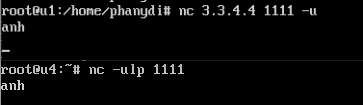 root@u1:/home/phanydi# nc 3.3.4.4 1111 -u
anh
root@u4:~# nc -ulp 1111
anh